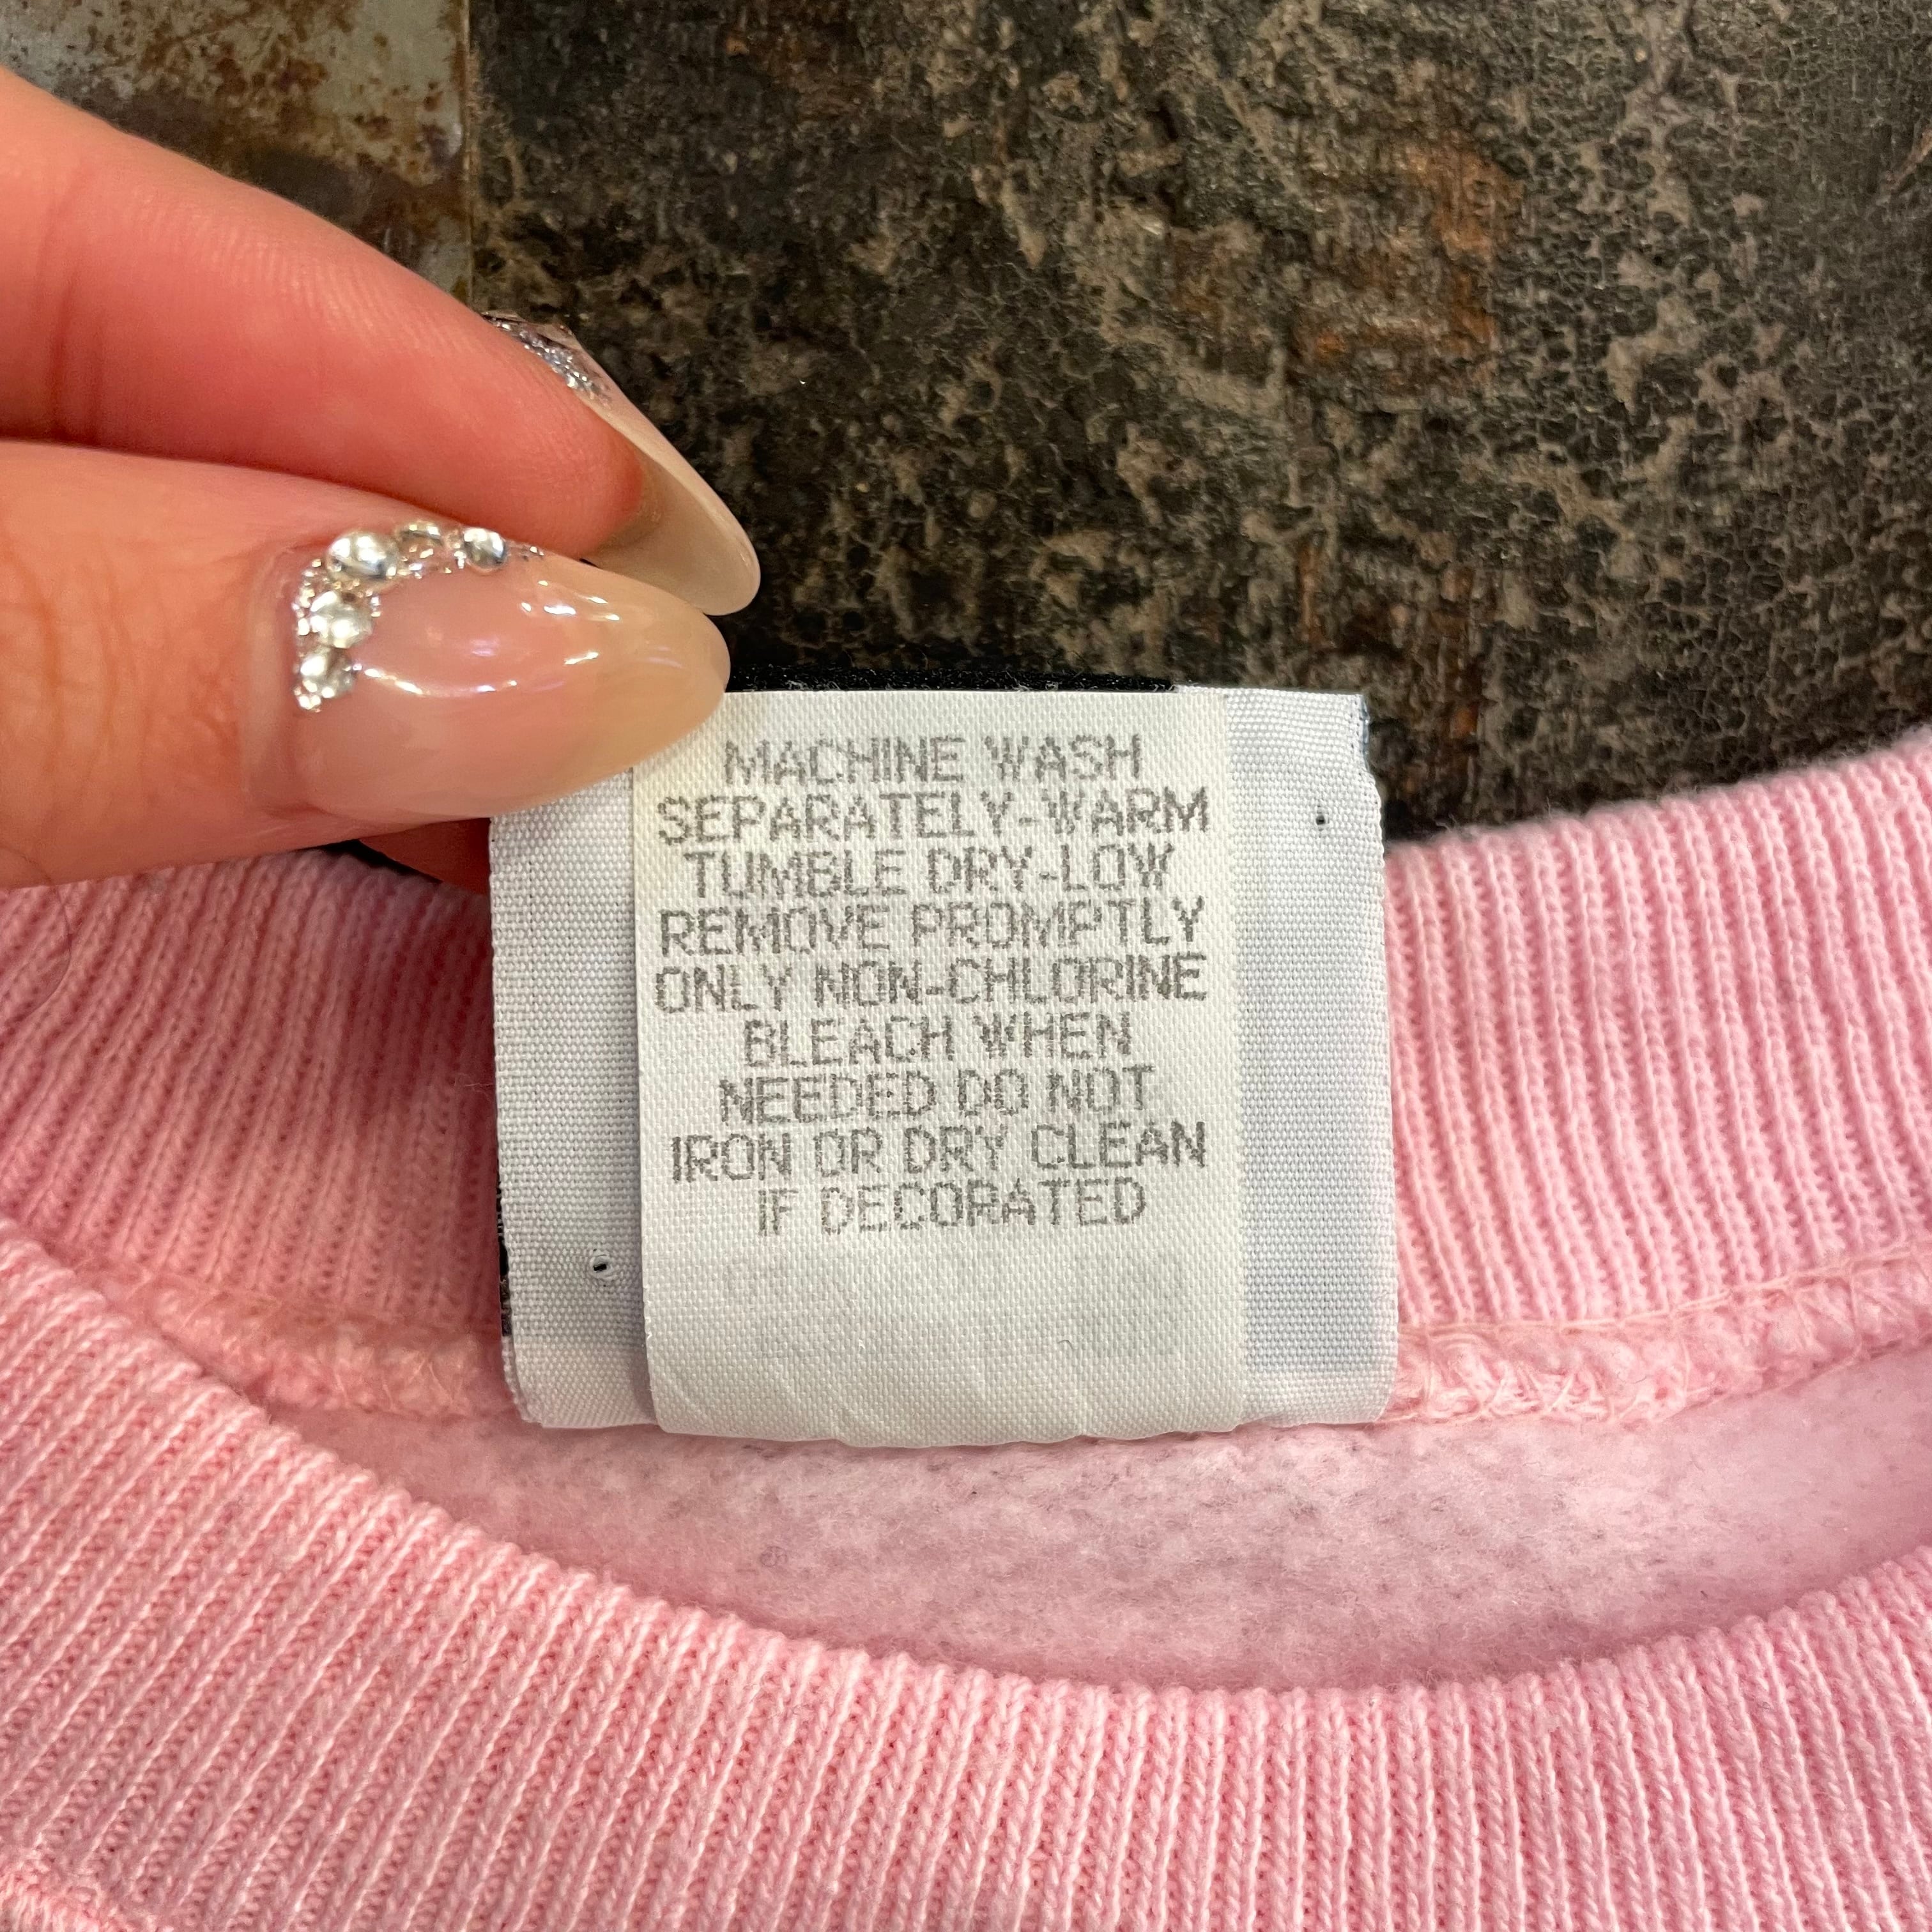 MACHINE WASH
SEPARATELY-WARM
TUMBLE DRY-LOW
REMOVE PROMPTLY
ONLY NON-CHLORINE
BLEACH WHEN
NEEDED DO NOT
IRON OR DRY CLEAN
IF DECORATED